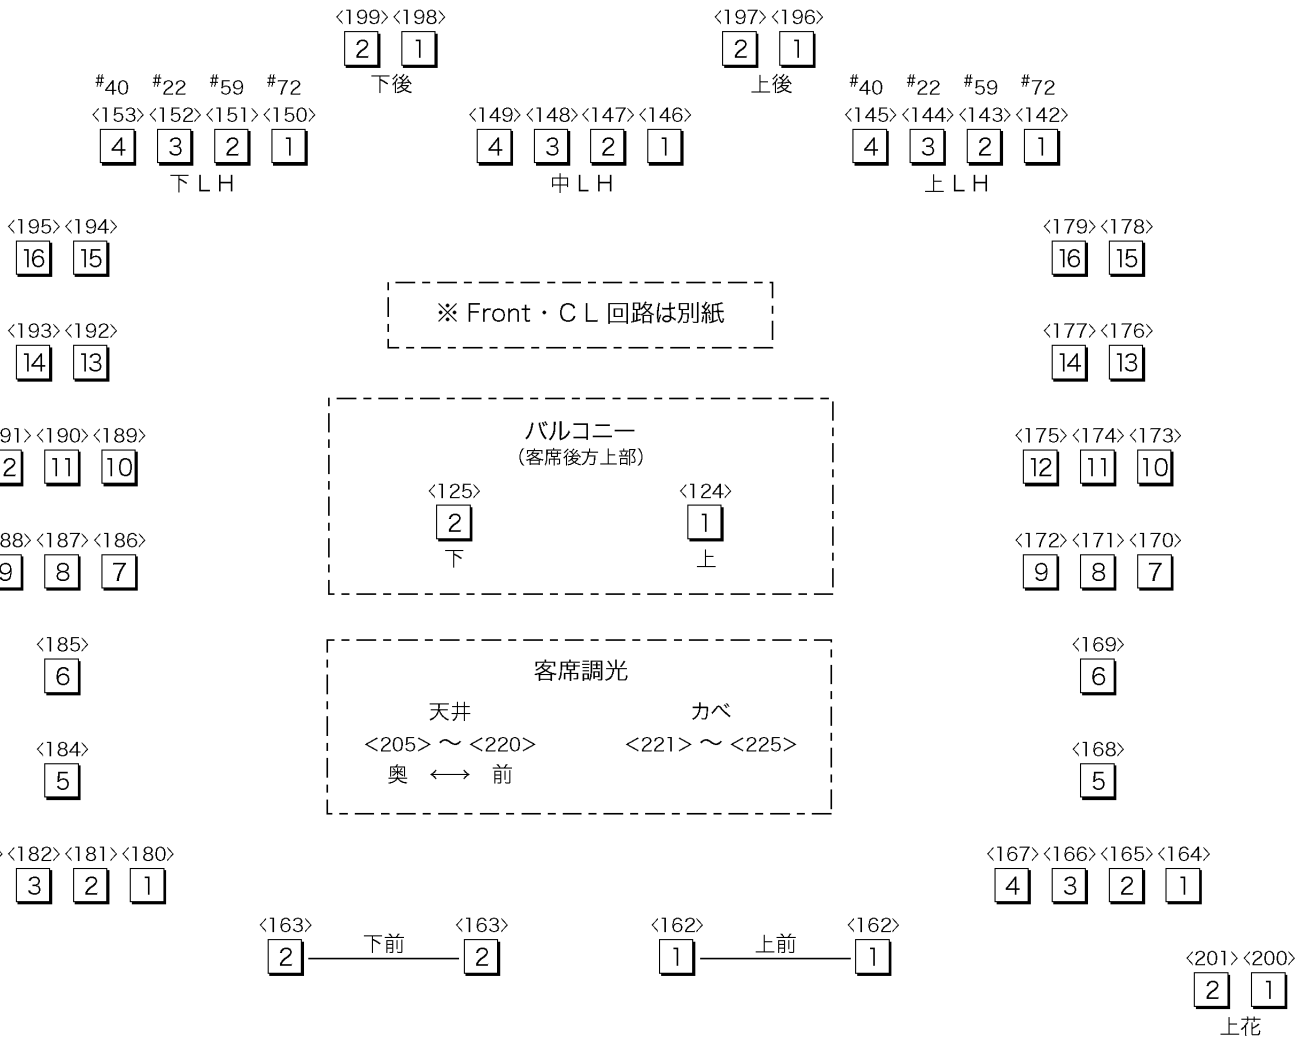 〈199〉〈198〉 〈197〉〈196〉
2 1 2 1
下後 上後
#40 #22 #59 #72 #40 #22 #59 #72
〈153〉〈152〉〈151〉〈150〉 〈149〉〈148〉〈147〉〈146〉 〈145〉〈144〉〈143〉〈142〉
4 3 2 1 4 3 2 1 4 3 2 1
下ＬＨ 中ＬＨ 上ＬＨ
〈195〉〈194〉 〈179〉〈178〉
16 15 16 15
※ Front・ＣＬ 回路は別紙
〈193〉〈192〉 〈177〉〈176〉
14 13 14 13
バルコニー
（客席後方上部）
91〉〈190〉〈189〉 〈175〉〈174〉〈173〉
2 11 10 12 11 10
〈125〉 〈124〉
2 1
下 上
88〉〈187〉〈186〉 〈172〉〈171〉〈170〉
9 8 7 9 8 7
〈185〉 〈169〉
6 6
客席調光
天井 カベ
<205> ～ <220> <221> ～ <225>
奥 ⟷ 前
〈184〉 〈168〉
5 5
〉〈182〉〈181〉〈180〉 〈167〉〈166〉〈165〉〈164〉
3 2 1 4 3 2 1
〈163〉 〈163〉 〈162〉 〈162〉
2 下前 2 1 上前 1
〈201〉〈200〉
2 1
上花